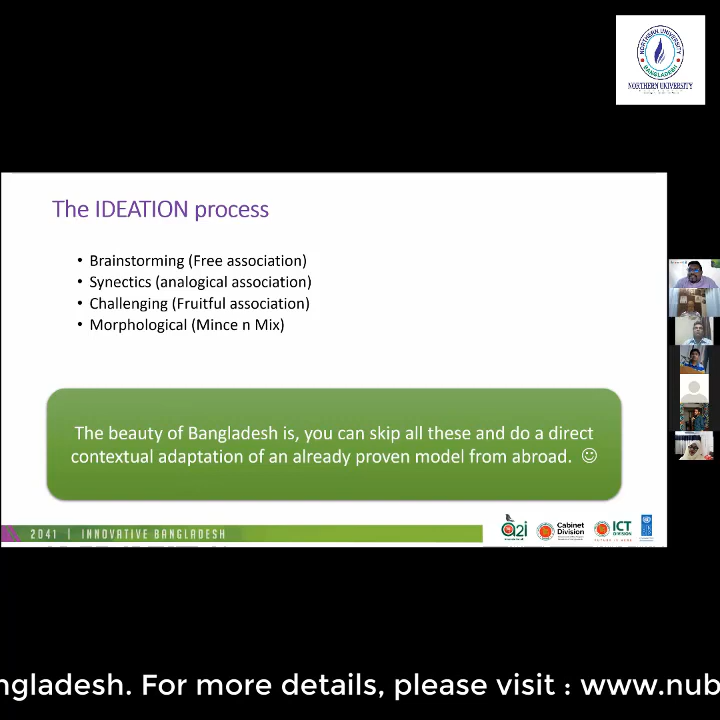 NORTHERN UNIVERSITY
BANGLADESH
NORTHERN UNIVERSITY
The IDEATION process
• Brainstorming (Free association)
• Synectics (analogical association)
• Challenging (Fruitful association)
• Morphological (Mince n Mix)
The beauty of Bangladesh is, you can skip all these and do a direct
contextual adaptation of an already proven model from abroad. ☺
2041 | INNOVATIVE BANGLADESH
a2i
Cabinet
Division
ICT
DIVISION
ngladesh. For more details, please visit : www.nub